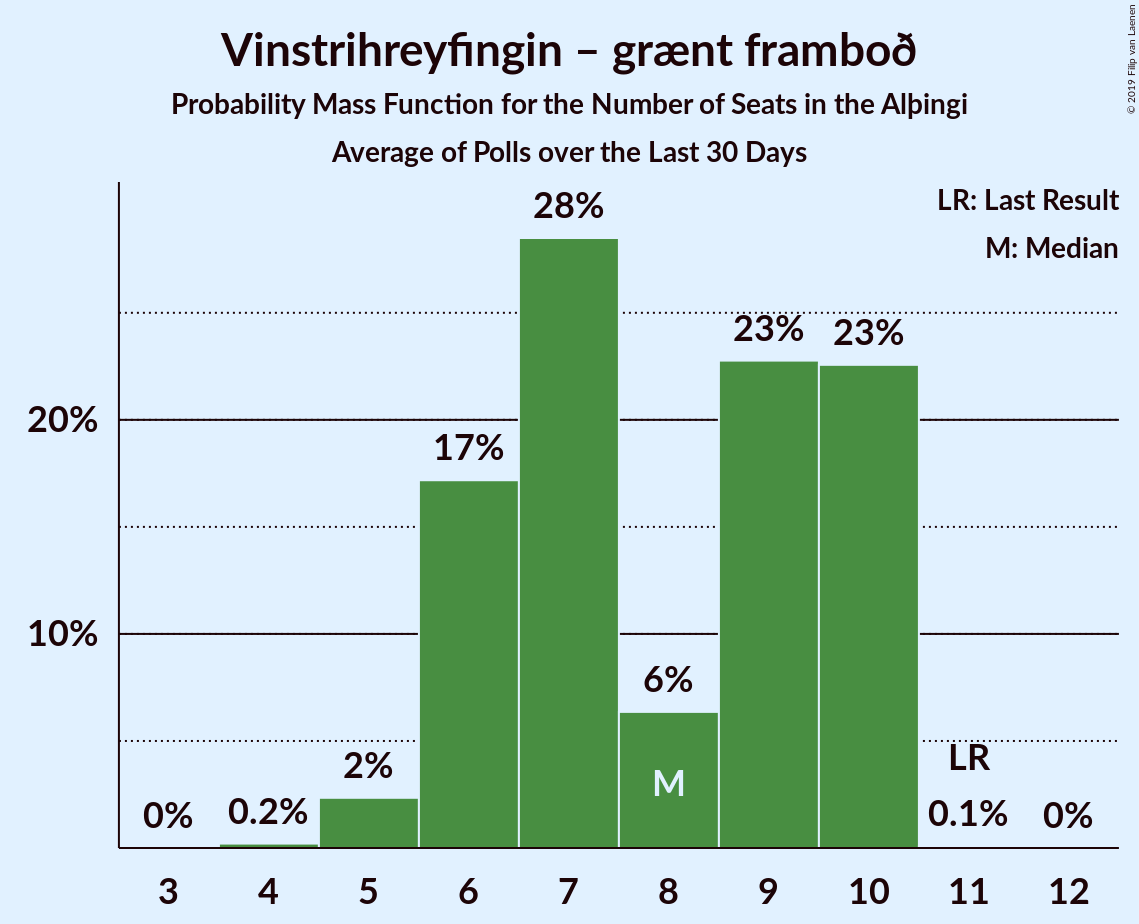 Vinstrihreyfingin – grænt framboð
Probability Mass Function for the Number of Seats in the Alþingi
Average of Polls over the Last 30 Days
© 2019 Filip van Laenen
LR: Last Result
M: Median
28%
23%
23%
20%
17%
10%
6%
LR
2%
M
0%
0.2%
0.1%
0%
3 4 5 6 7 8 9 10 11 12